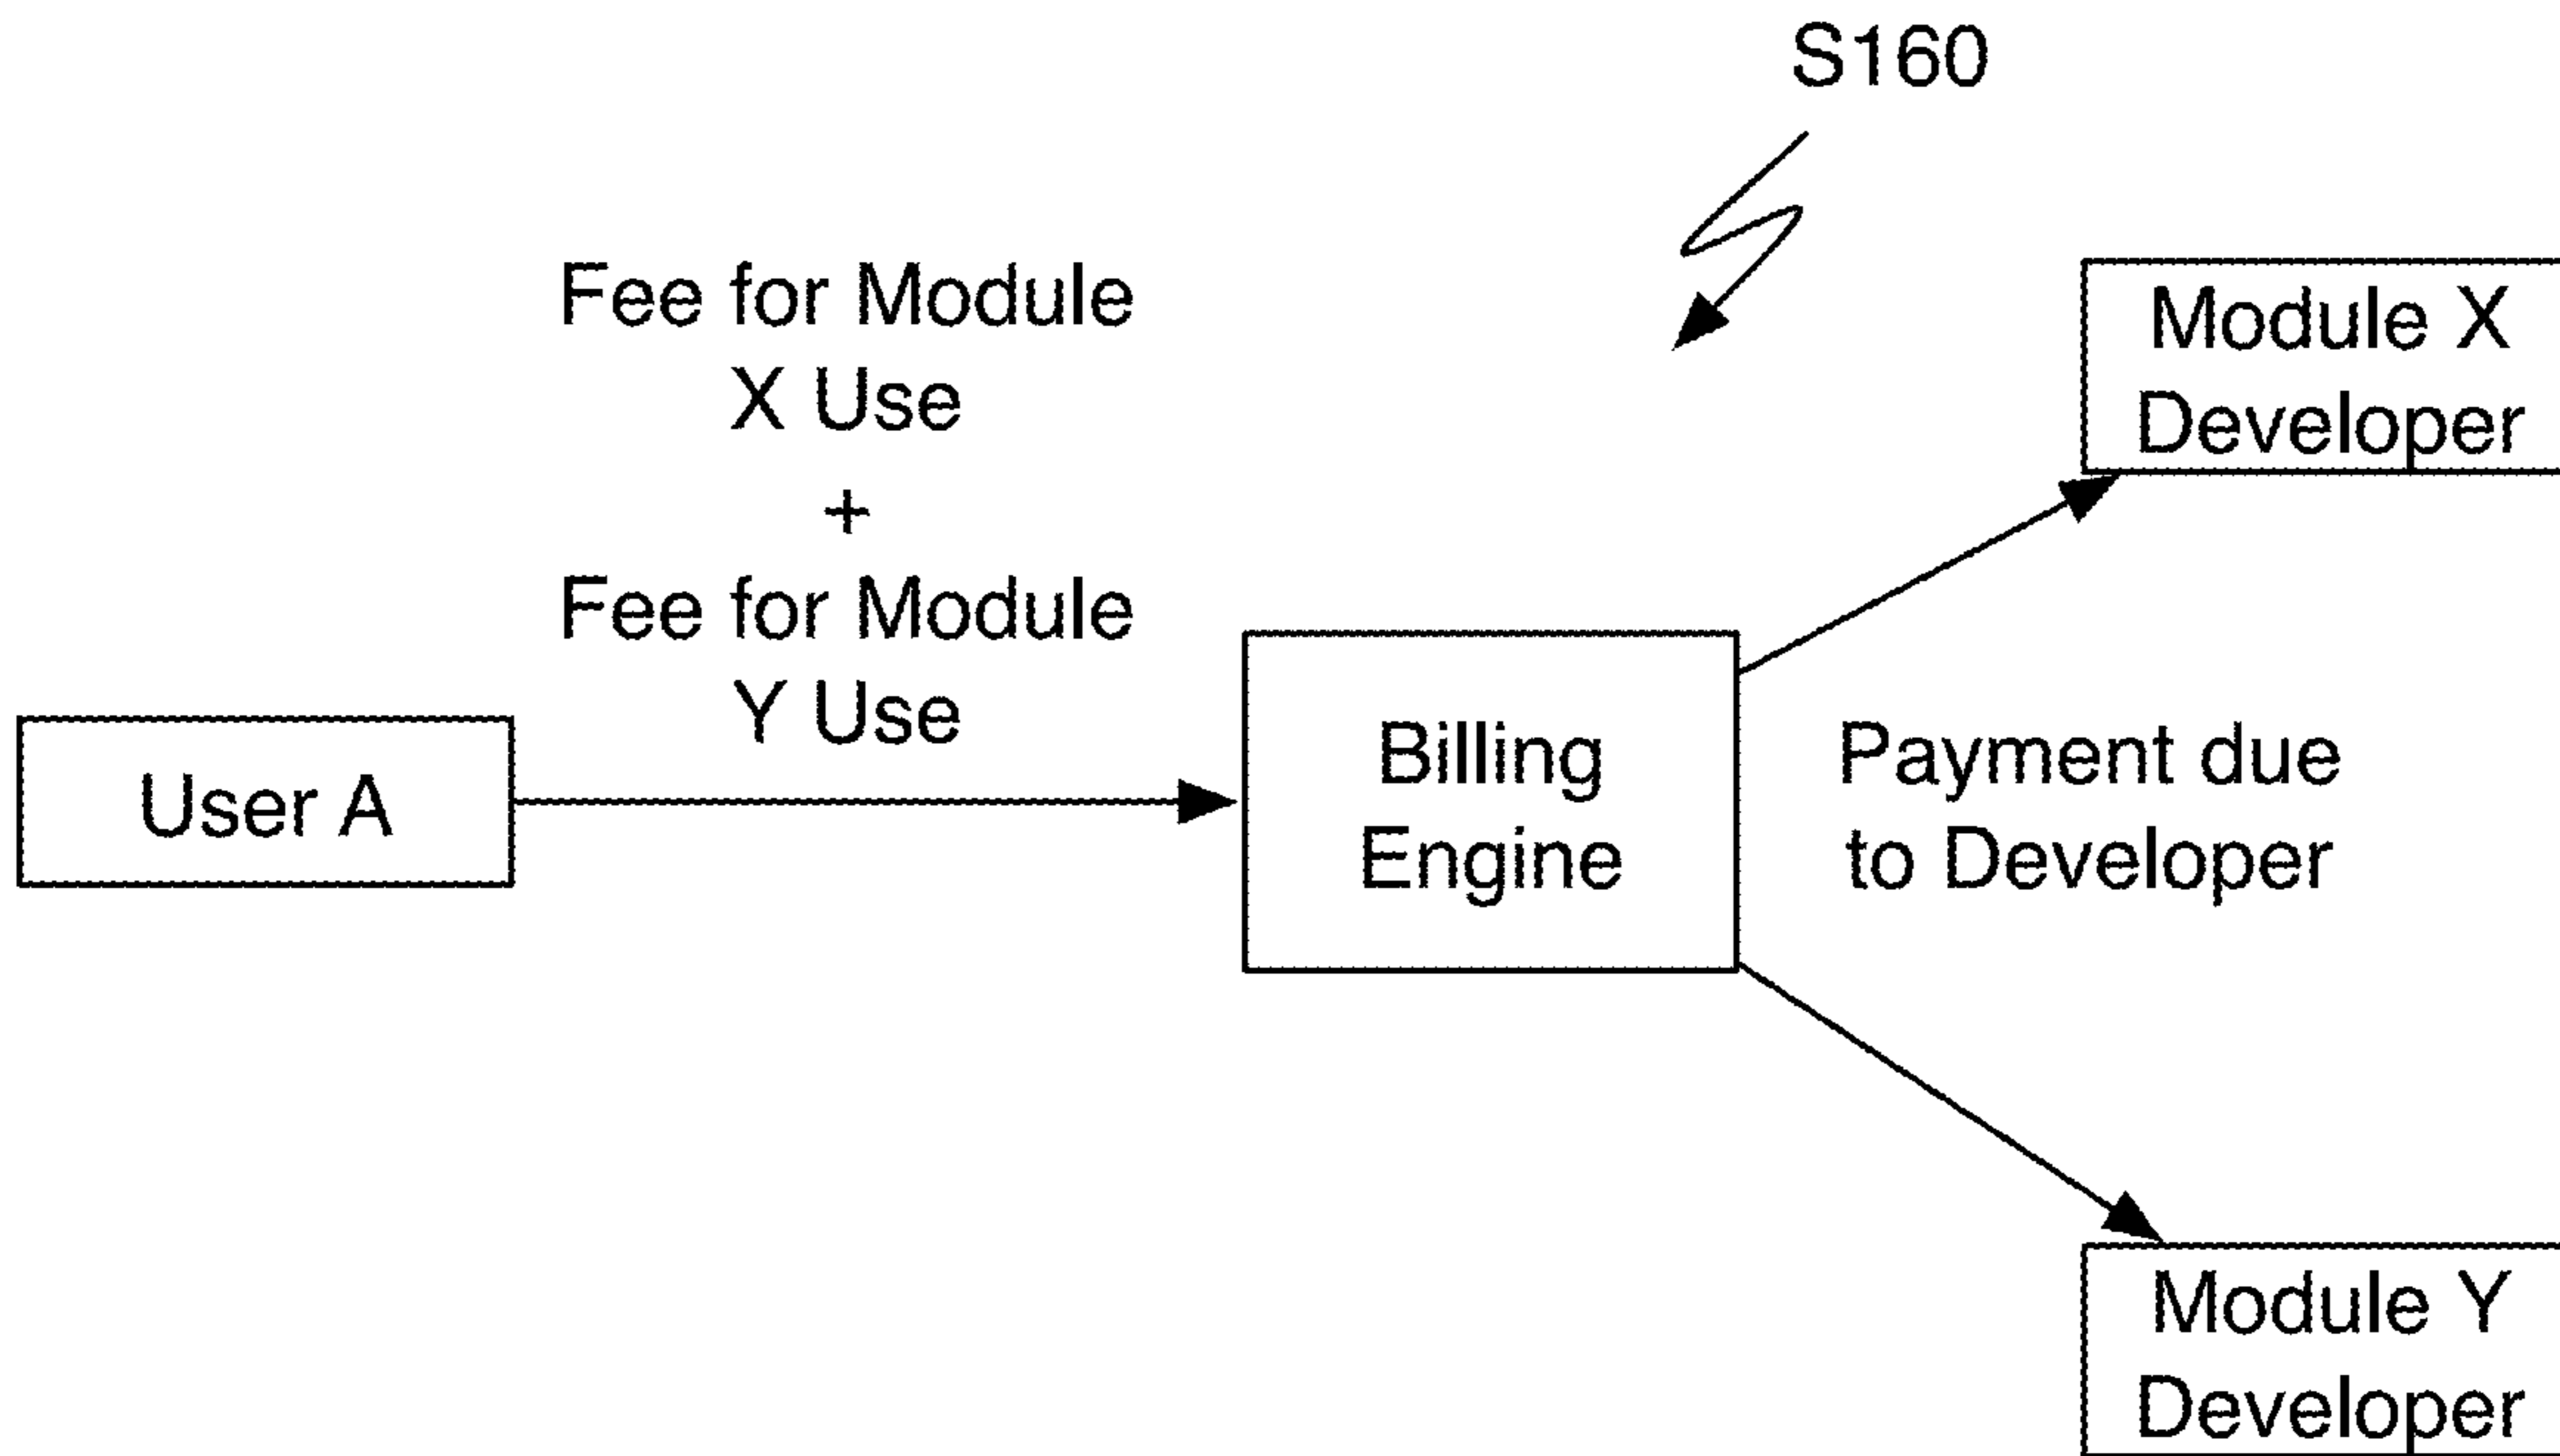 S160
Fee for Module
X Use
+
Fee for Module
Y Use
User A
Billing
Engine
Module X
Developer
Payment due
to Developer
Module Y
Developer